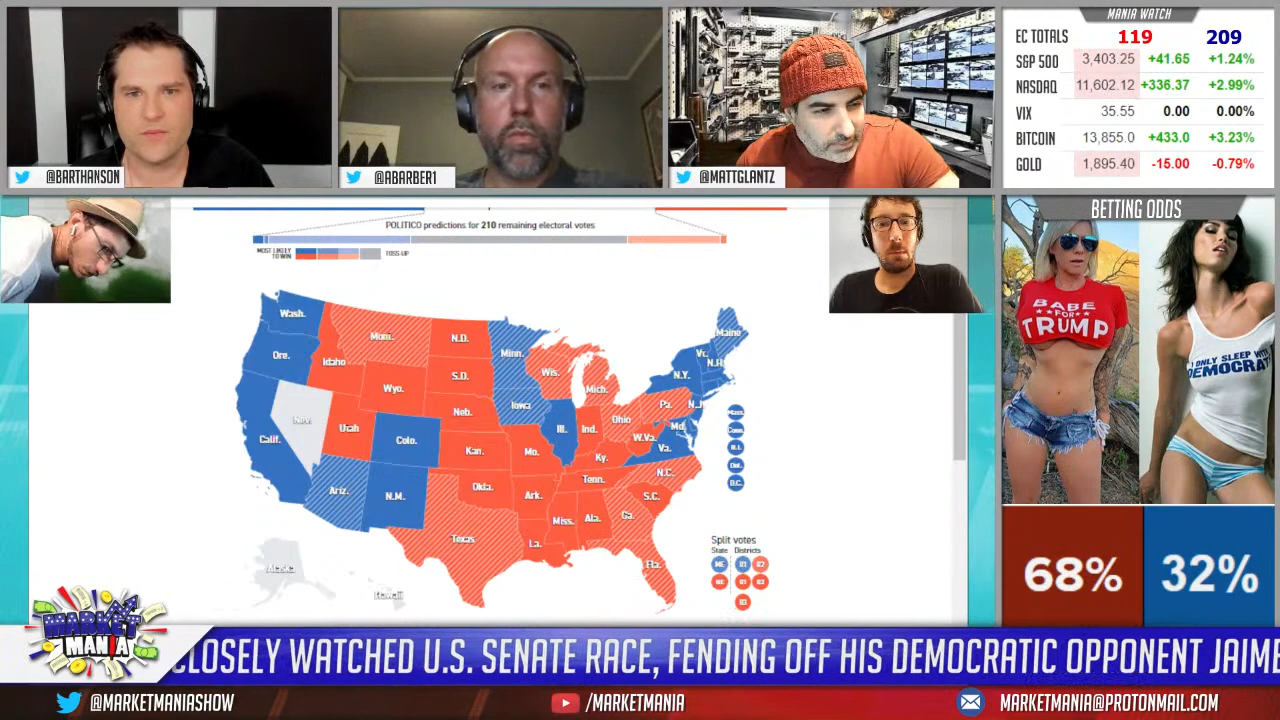 @BARTHANSON
@ABARBER1
@MATTGLANTZ
MANIA WATCH
EC TOTALS 119 209
S&P 500 3,403.25 +41.65 +1.24%
NASDAQ 11,602.12 +336.37 +2.99%
VIX 35.55 0.00 0.00%
BITCOIN 13,855.0 +433.0 +3.23%
GOLD 1,895.40 -15.00 -0.79%
POLITICO predictions for 210 remaining electoral votes
MOST LIKELY
TO WIN
TOSS-UP
Wash.
Ore.
Calif.
Nev.
Idaho
Mont.
Wyo.
Utah
Colo.
Ariz.
N.M.
N.D.
S.D.
Neb.
Kan.
Okla.
Texas
Minn.
Iowa
Mo.
Ark.
La.
Wis.
Ill.
Mich.
Ind.
Ohio
Ky.
Tenn.
Miss.
Ala.
Ga.
Fla.
S.C.
N.C.
Va.
W.Va.
Md.
Pa.
N.J.
N.Y.
Vt.
N.H.
Maine
Mass.
Conn.
R.I.
Del.
D.C.
Alaska
Hawaii
Split votes
State Districts
ME 01 02
NE 01 02
03
BETTING ODDS
BABE
FOR
TRUMP
I ONLY SLEEP WITH
DEMOCRAT
68% 32%
MARKET
MANIA
CLOSELY WATCHED U.S. SENATE RACE, FENDING OFF HIS DEMOCRATIC OPPONENT JAIME
@MARKETMANIASHOW
/MARKETMANIA
MARKETMANIA@PROTONMAIL.COM